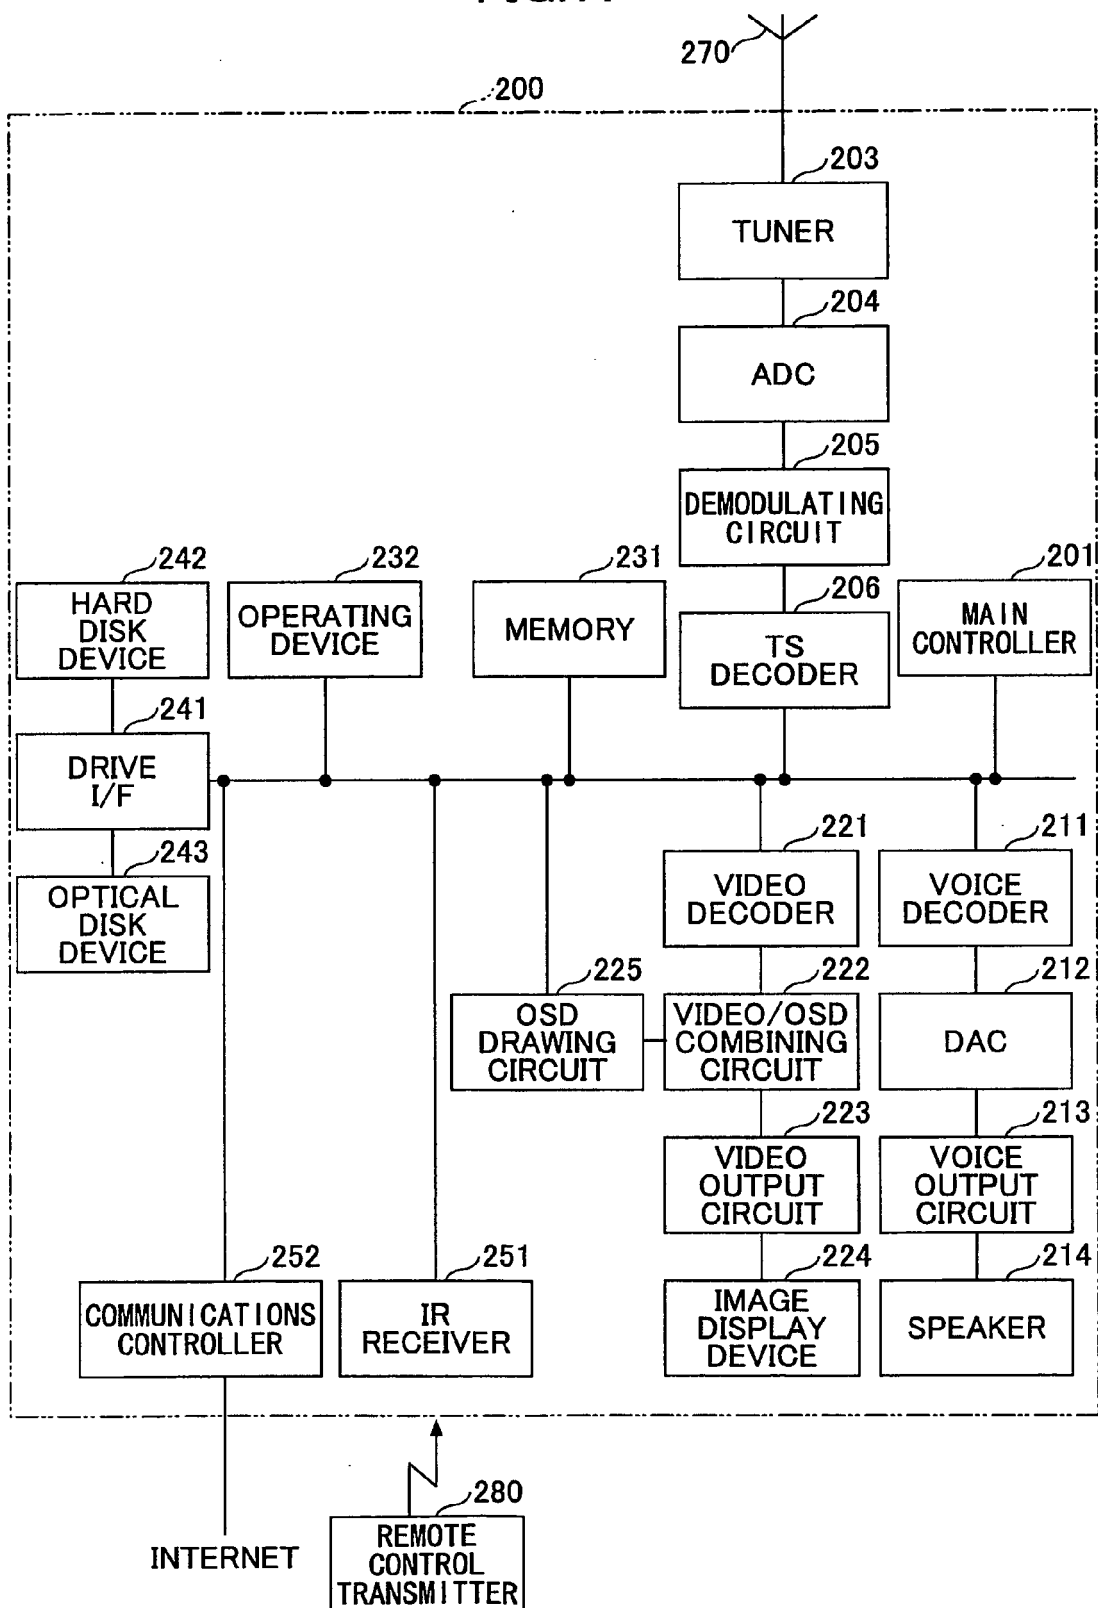 270
200
203
TUNER
204
ADC
205
DEMODULATING
CIRCUIT
242
HARD
DISK
DEVICE
232
OPERATING
DEVICE
231
MEMORY
206
TS
DECODER
201
MAIN
CONTROLLER
241
DRIVE
I/F
243
OPTICAL
DISK
DEVICE
221
VIDEO
DECODER
211
VOICE
DECODER
225
OSD
DRAWING
CIRCUIT
222
VIDEO/OSD
COMBINING
CIRCUIT
212
DAC
223
VIDEO
OUTPUT
CIRCUIT
213
VOICE
OUTPUT
CIRCUIT
252
COMMUNICATIONS
CONTROLLER
251
IR
RECEIVER
224
IMAGE
DISPLAY
DEVICE
214
SPEAKER
INTERNET
280
REMOTE
CONTROL
TRANSMITTER